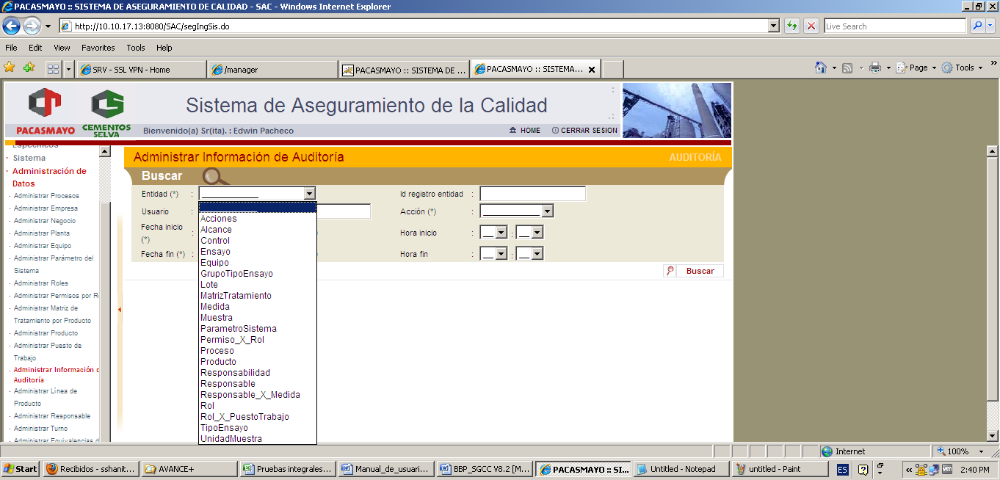 PACASMAYO :: SISTEMA DE ASEGURAMIENTO DE CALIDAD - SAC - Windows Internet Explorer
http://10.10.17.13:8080/SAC/segIngSis.do
Live Search
File Edit View Favorites Tools Help
SRV - SSL VPN - Home
/manager
PACASMAYO :: SISTEMA DE ...
PACASMAYO :: SISTEMA...
Page
Tools
PACASMAYO
CEMENTOS SELVA
Sistema de Aseguramiento de la Calidad
Bienvenido(a) Sr(ita). : Edwin Pacheco
HOME
CERRAR SESION
Específicos
Sistema
Administración de
Datos
Administrar Procesos
Administrar Empresa
Administrar Negocio
Administrar Planta
Administrar Equipo
Administrar Parámetro del
Sistema
Administrar Roles
Administrar Permisos por R
Administrar Matriz de
Tratamiento por Producto
Administrar Producto
Administrar Puesto de
Trabajo
Administrar Información d
Auditoría
Administrar Línea de
Producto
Administrar Responsable
Administrar Turno
Administrar Equivalencias d
Administrar Información de Auditoría
AUDITORÍA
Buscar
Entidad (*) :
Id registro entidad :
Usuario :
Acción (*) :
Fecha inicio
(*) :
Hora inicio : :
Fecha fin (*) :
Hora fin : :
Buscar
Acciones
Alcance
Control
Ensayo
Equipo
GrupoTipoEnsayo
Lote
MatrizTratamiento
Medida
Muestra
ParametroSistema
Permiso_X_Rol
Proceso
Producto
Responsabilidad
Responsable
Responsable_X_Medida
Rol
Rol_X_PuestoTrabajo
TipoEnsayo
UnidadMuestra
Internet
100%
Start
Recibidos - sshanit...
AVANCE+
Pruebas integrales...
Manual_de_usuari...
BBP_SGCC V8.2 [M...
PACASMAYO :: SI...
Untitled - Notepad
untitled - Paint
ES
2:40 PM